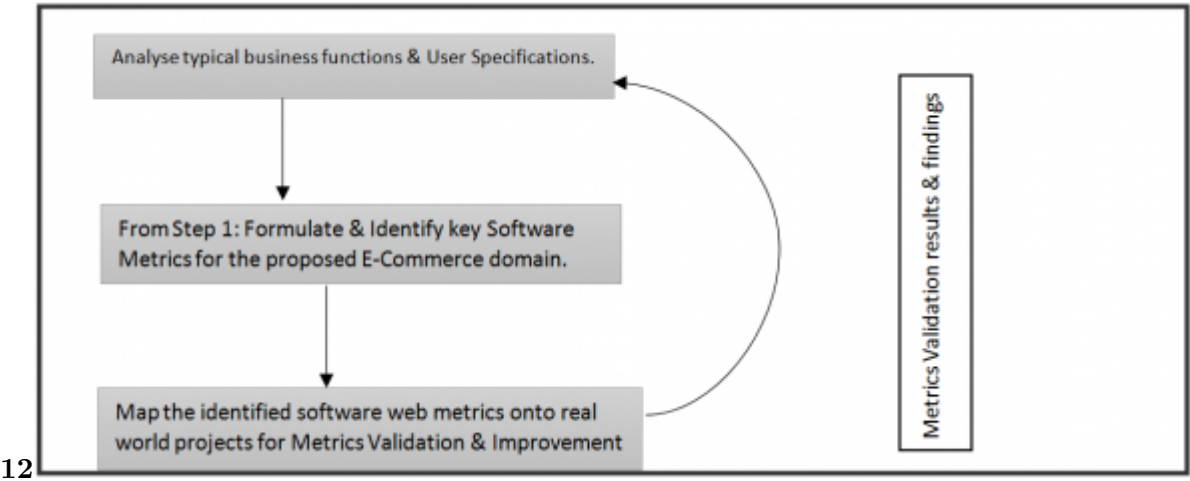 Analyse typical business functions & User Specifications.
From Step 1: Formulate & Identify key Software
Metrics for the proposed E-Commerce domain.
Map the identified software web metrics onto real
world projects for Metrics Validation & Improvement
Metrics Validation results & findings
12